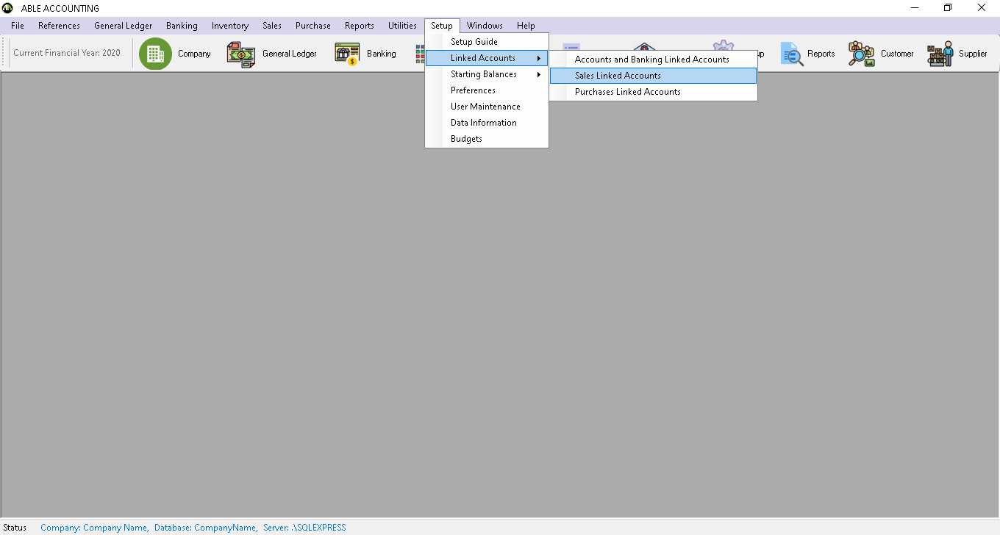 ABLE ACCOUNTING
File References General Ledger Banking Inventory Sales Purchase Reports Utilities Setup Windows Help
Current Financial Year: 2020 Company General Ledger Banking Reports Customer Supplier
Setup Guide
Linked Accounts
Starting Balances
Preferences
User Maintenance
Data Information
Budgets
Accounts and Banking Linked Accounts
Sales Linked Accounts
Purchases Linked Accounts
Status Company: Company Name, Database: CompanyName, Server: .\SQLEXPRESS